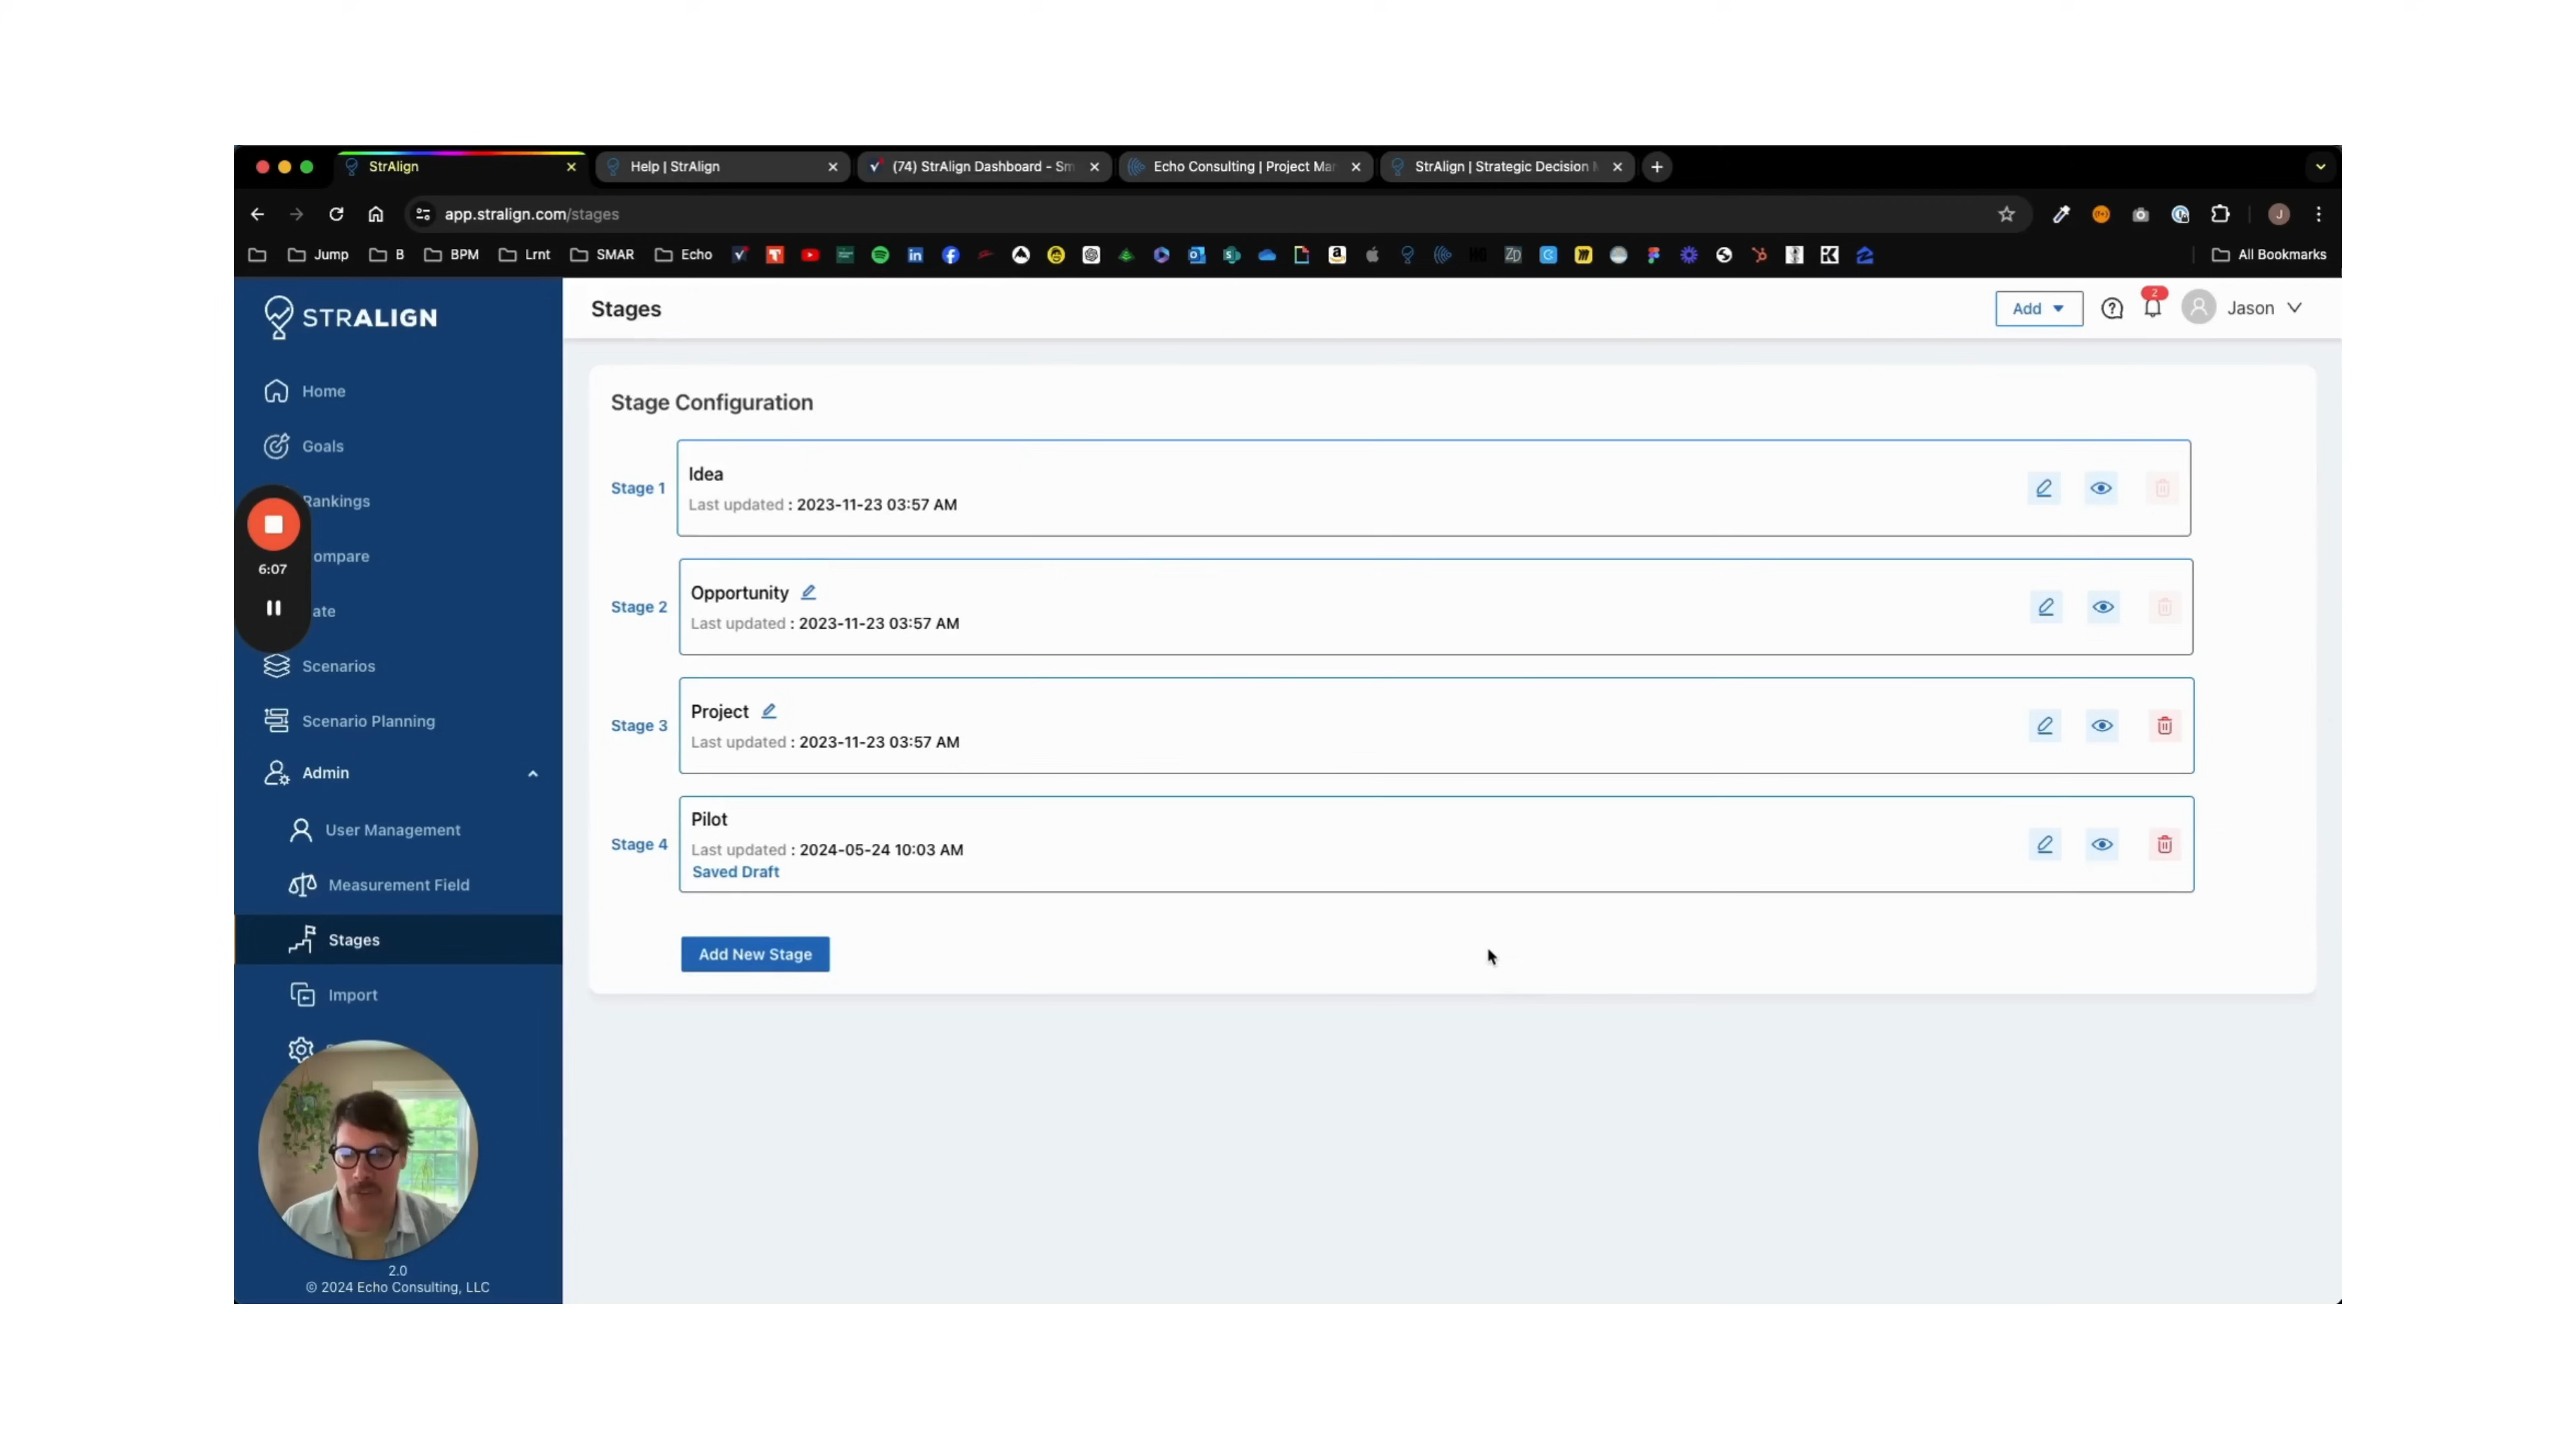 StrAlign
Help | StrAlign
(74) StrAlign Dashboard - Sm
Echo Consulting | Project Mar
StrAlign | Strategic Decision
app.stralign.com/stages
Jump
B
BPM
Lrnt
SMAR
Echo
All Bookmarks
STRALIGN
Stages
Add
2
Jason
Home
Goals
Rankings
ompare
ate
Scenarios
Scenario Planning
Admin
User Management
Measurement Field
Stages
Import
6:07
Stage Configuration
Stage 1
Idea
Last updated : 2023-11-23 03:57 AM
Stage 2
Opportunity
Last updated : 2023-11-23 03:57 AM
Stage 3
Project
Last updated : 2023-11-23 03:57 AM
Stage 4
Pilot
Last updated : 2024-05-24 10:03 AM
Saved Draft
Add New Stage
2.0
© 2024 Echo Consulting, LLC